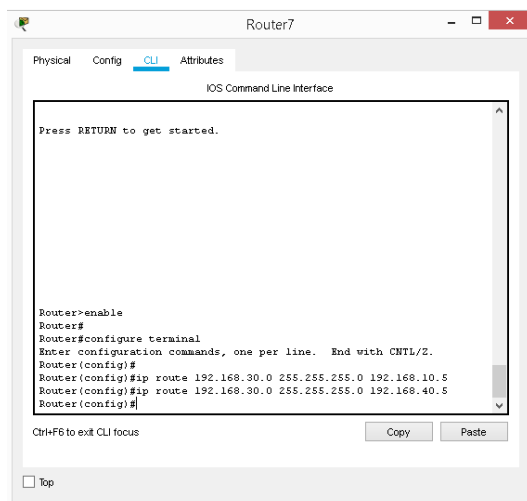 Router7
Physical Config CLI Attributes
IOS Command Line Interface
Press RETURN to get started.
Router>enable
Router#
Router#configure terminal
Enter configuration commands, one per line.  End with CNTL/Z.
Router(config)#
Router(config)#ip route 192.168.30.0 255.255.255.0 192.168.10.5
Router(config)#ip route 192.168.30.0 255.255.255.0 192.168.40.5
Router(config)#
Ctrl+F6 to exit CLI focus
Copy Paste
Top